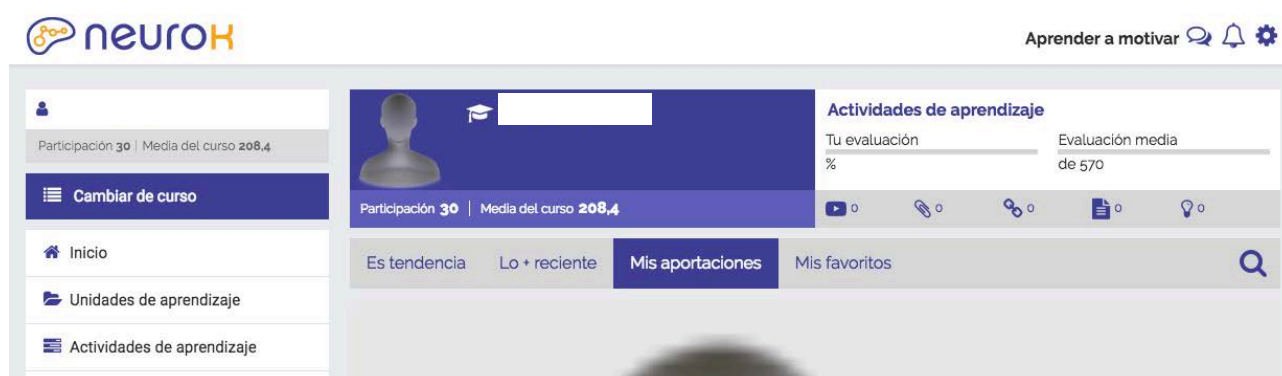 neuroK
Aprender a motivar
Participación 30 | Media del curso 208,4
Cambiar de curso
Inicio
Unidades de aprendizaje
Actividades de aprendizaje
Participación 30 | Media del curso 208,4
Actividades de aprendizaje
Tu evaluación Evaluación media
% de 570
0 0 0 0 0
Es tendencia Lo + reciente Mis aportaciones Mis favoritos